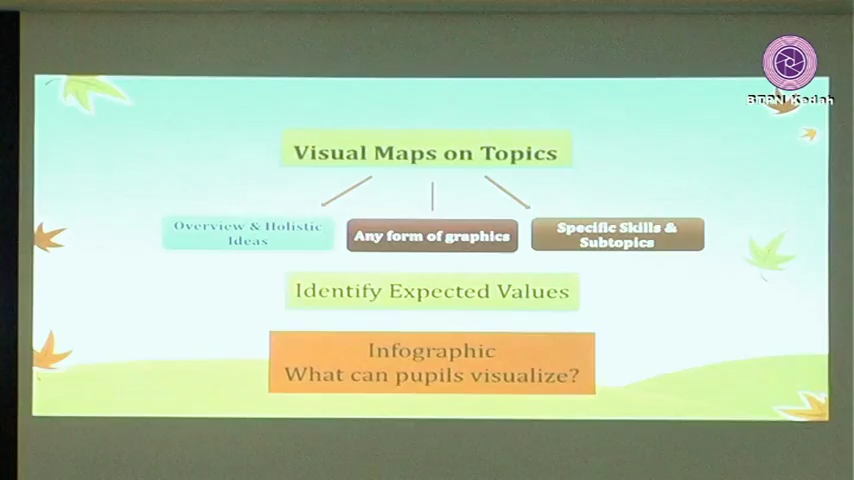 BTPN Kedah
Visual Maps on Topics
Overview & Holistic
Ideas
Any form of graphics
Specific Skills &
Subtopics
Identify Expected Values
Infographic
What can pupils visualize?